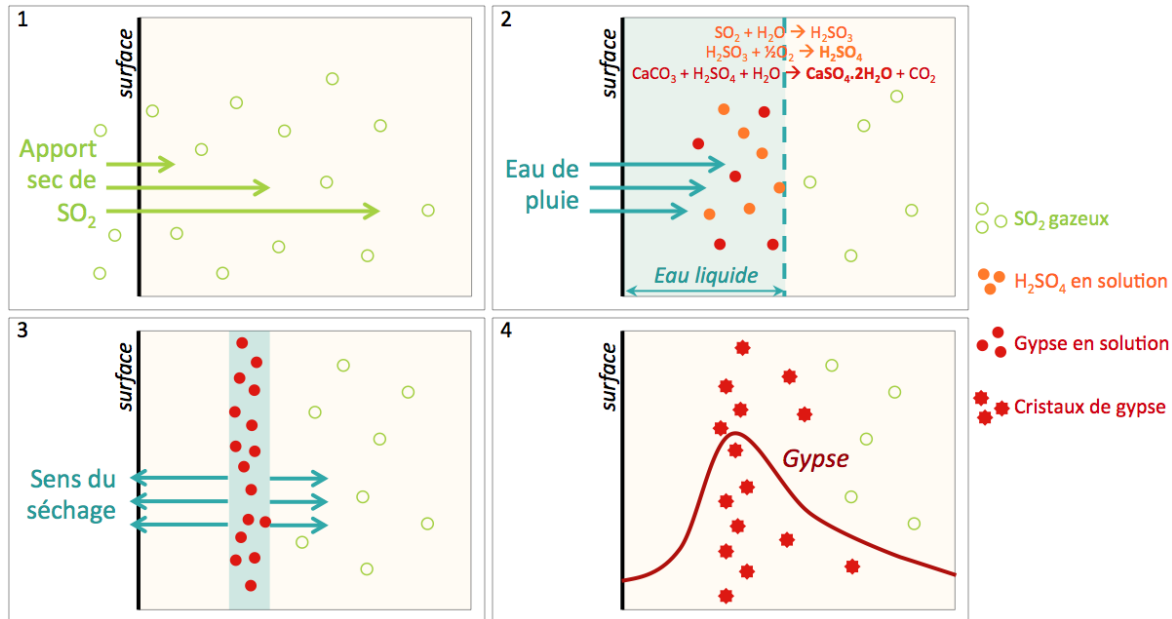 1
surface
Apport
sec de
SO₂
2
surface
SO₂ + H₂O → H₂SO₃
H₂SO₃ + ½O₂ → H₂SO₄
CaCO₃ + H₂SO₄ + H₂O → CaSO₄.2H₂O + CO₂
Eau de
pluie
Eau liquide
3
surface
Sens du
séchage
4
surface
Gypse
SO₂ gazeux
H₂SO₄ en solution
Gypse en solution
Cristaux de gypse